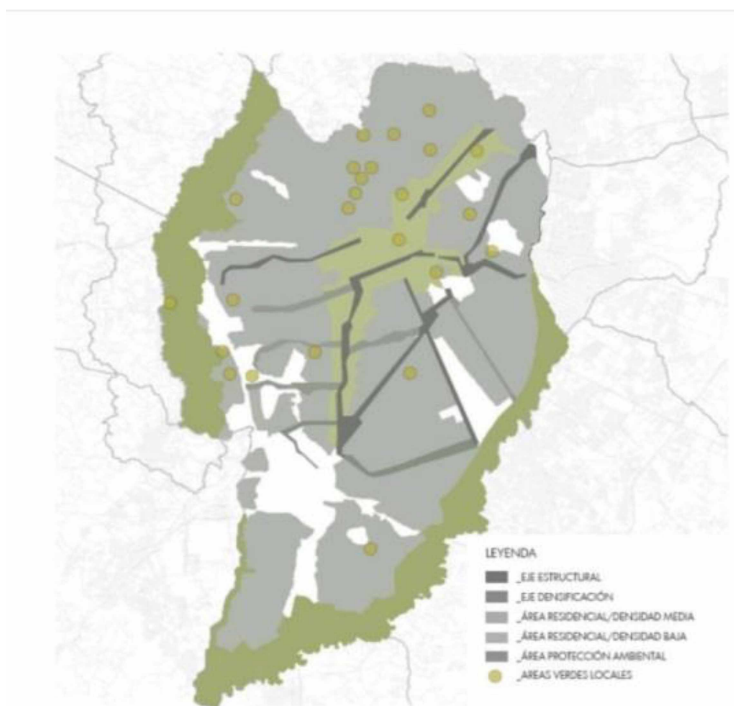 LEYENDA
_EJE ESTRUCTURAL
_EJE DENSIFICACIÓN
_ÁREA RESIDENCIAL/DENSIDAD MEDIA
_ÁREA RESIDENCIAL/DENSIDAD BAJA
_ÁREA PROTECCIÓN AMBIENTAL
_AREAS VERDES LOCALES